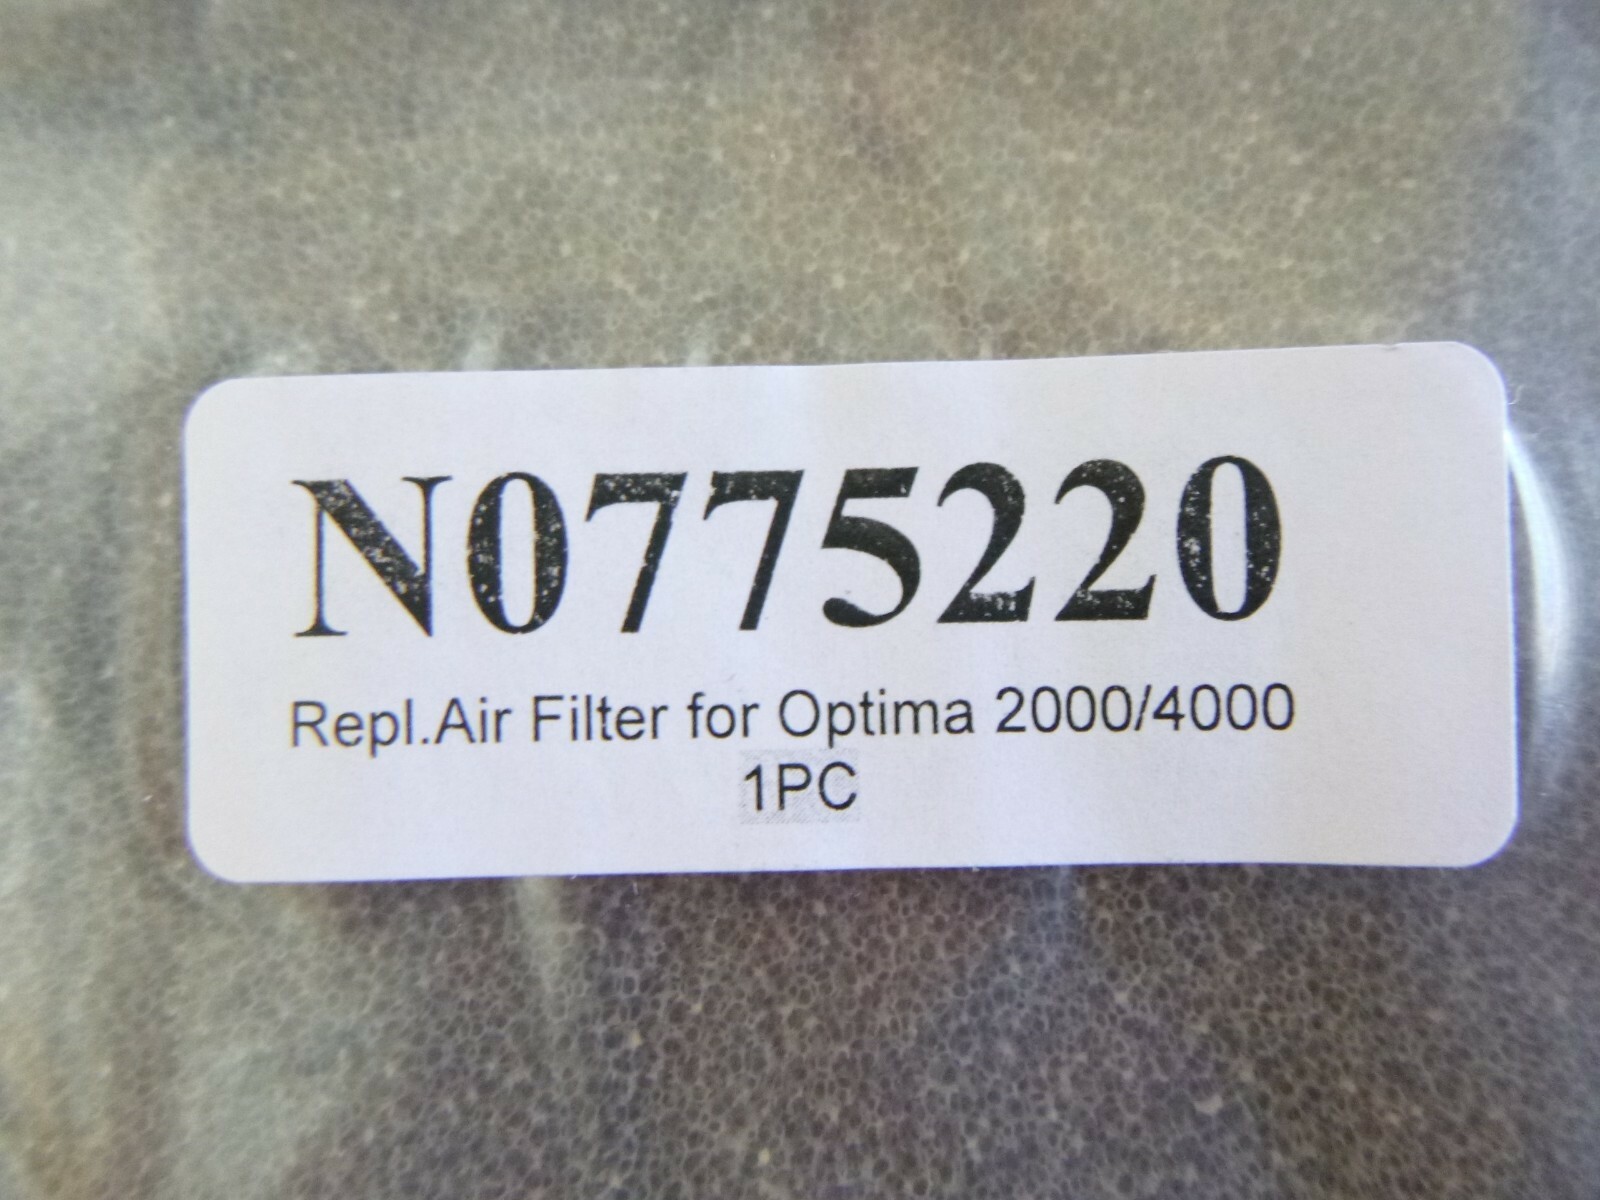 N0775220
Repl.Air Filter for Optima 2000/4000
1PC